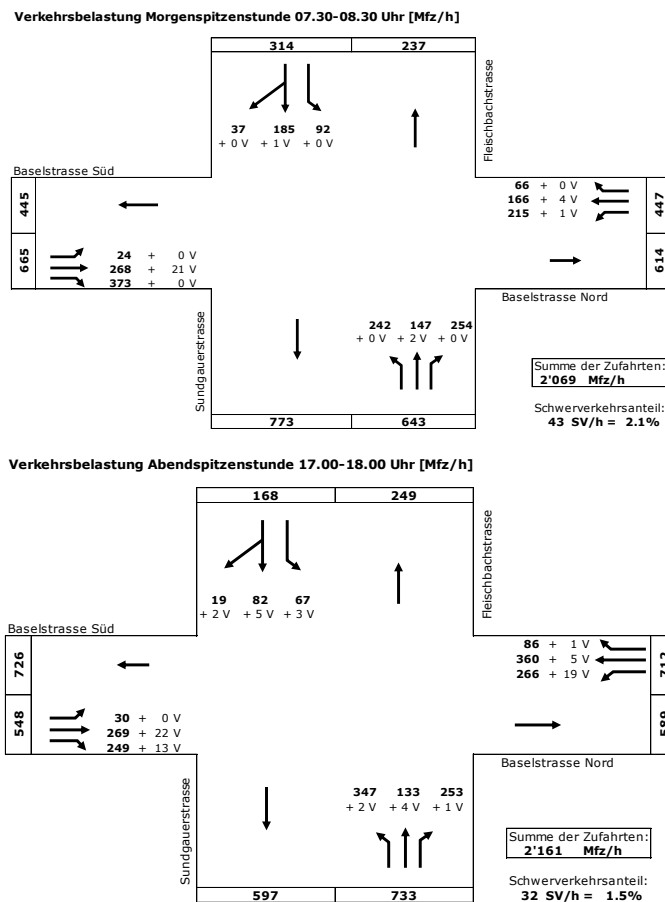 Verkehrsbelastung Morgenspitzenstunde 07.30-08.30 Uhr [Mfz/h]
314 237
Fleischbachstrasse
37 185 92
+ 0 V + 1 V + 0 V
Baselstrasse Süd
445
66 + 0 V
166 + 4 V
215 + 1 V
447
665
24 + 0 V
268 + 21 V
373 + 0 V
614
Baselstrasse Nord
Sundgauerstrasse
242 147 254
+ 0 V + 2 V + 0 V
Summe der Zufahrten:
2'069 Mfz/h
Schwerverkehrsanteil:
43 SV/h = 2.1%
773 643
Verkehrsbelastung Abendspitzenstunde 17.00-18.00 Uhr [Mfz/h]
168 249
Fleischbachstrasse
19 82 67
+ 2 V + 5 V + 3 V
Baselstrasse Süd
726
86 + 1 V
360 + 5 V
266 + 19 V
712
548
30 + 0 V
269 + 22 V
249 + 13 V
589
Baselstrasse Nord
Sundgauerstrasse
347 133 253
+ 2 V + 4 V + 1 V
Summe der Zufahrten:
2'161 Mfz/h
Schwerverkehrsanteil:
32 SV/h = 1.5%
597 733